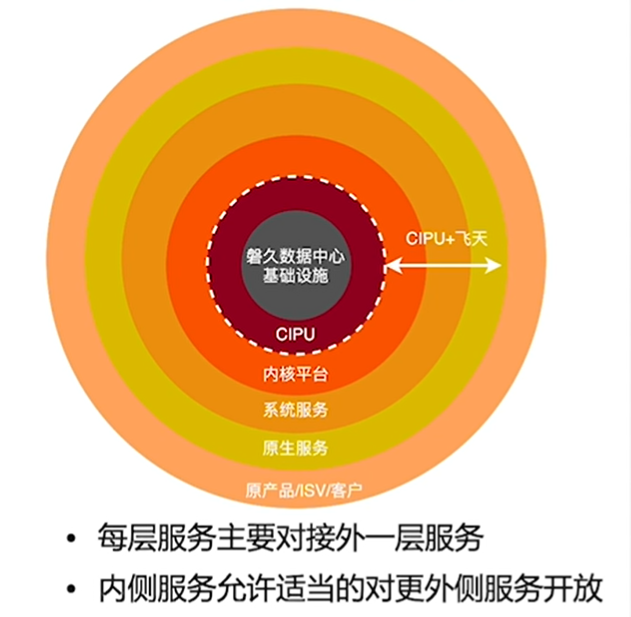 CIPU+飞天
磐久数据中心
基础设施
CIPU
内核平台
系统服务
原生服务
原产品/ISV/客户
• 每层服务主要对接外一层服务
• 内侧服务允许适当的对更外侧服务开放